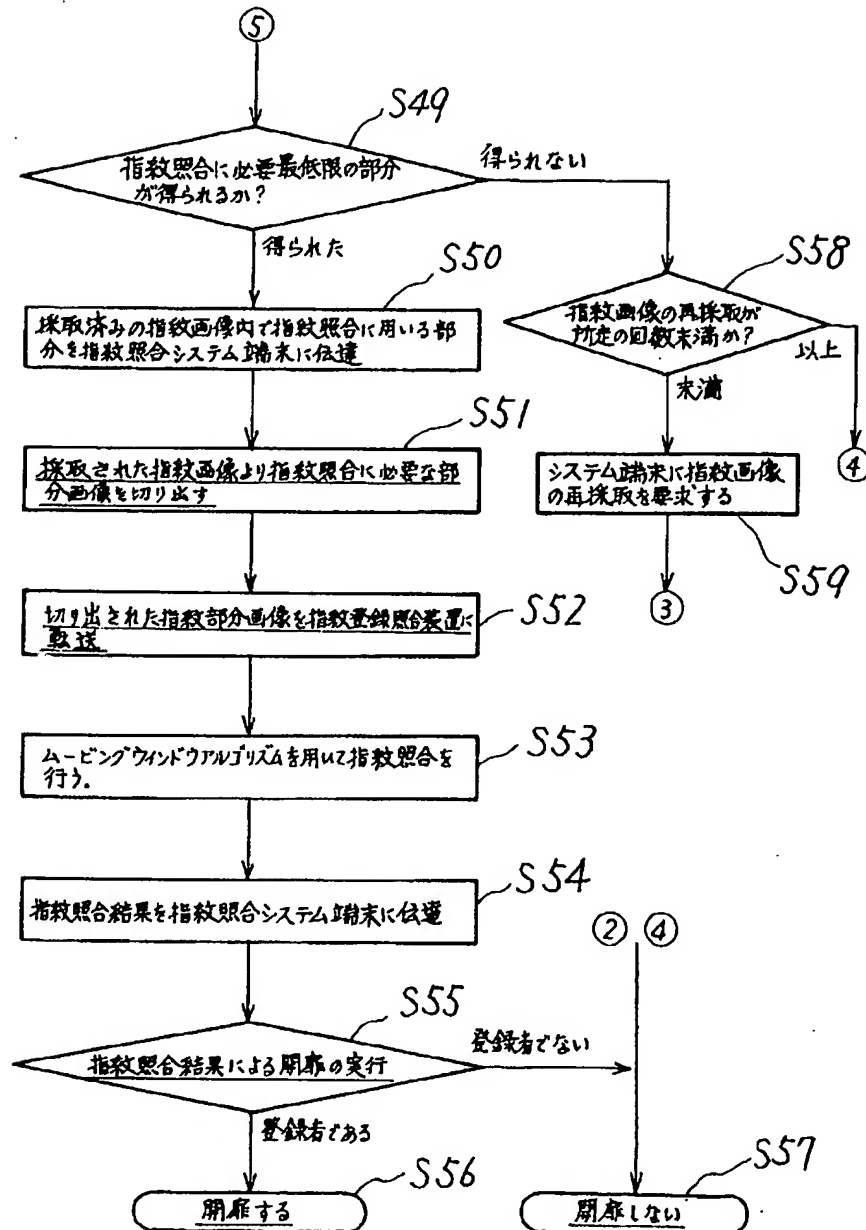 ⑤
S49
指紋照合に必要最低限の部分
が得られるか?
得られない
得られた
S50
採取済みの指紋画像内で指紋照合に用いる部
分を指紋照合システム端末に伝達
S58
指紋画像の再採取が
所定の回数未満か?
以上
未満
④
S51
採取された指紋画像より指紋照合に必要な部
分画像を切り出す
システム端末に指紋画像
の再採取を要求する
S59
③
S52
切り出された指紋部分画像を指紋登録照合装置に
転送
S53
ムービングウィンドウアルゴリズムを用いて指紋照合を
行う。
S54
指紋照合結果を指紋照合システム端末に伝達
② ④
S55
指紋照合結果による開扉の実行
登録者でない
登録者である
S56
開扉する
S57
開扉しない